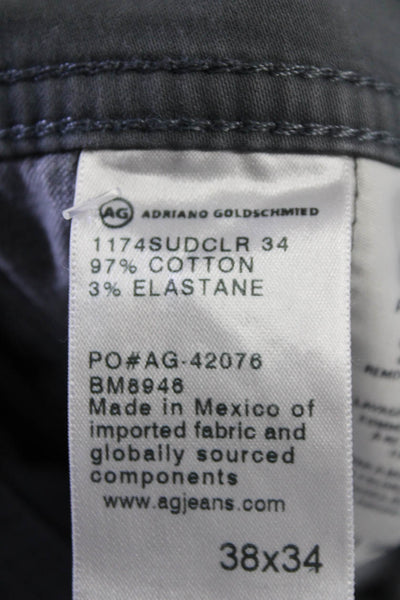 AG ADRIANO GOLDSCHMIED
1174SUDCLR 34
97% COTTON
3% ELASTANE
PO#AG-42076
BM8946
Made in Mexico of
imported fabric and
globally sourced
components
www.agjeans.com
38x34